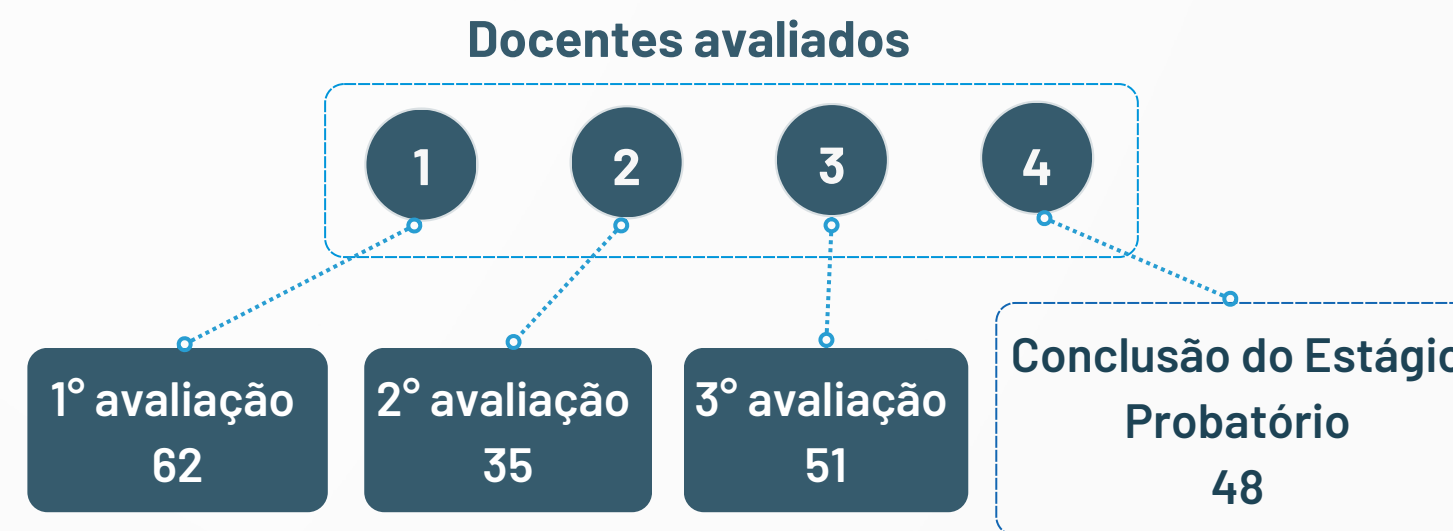 Docentes avaliados
1
2
3
4
1° avaliação
62
2° avaliação
35
3° avaliação
51
Conclusão do Estágio
Probatório
48